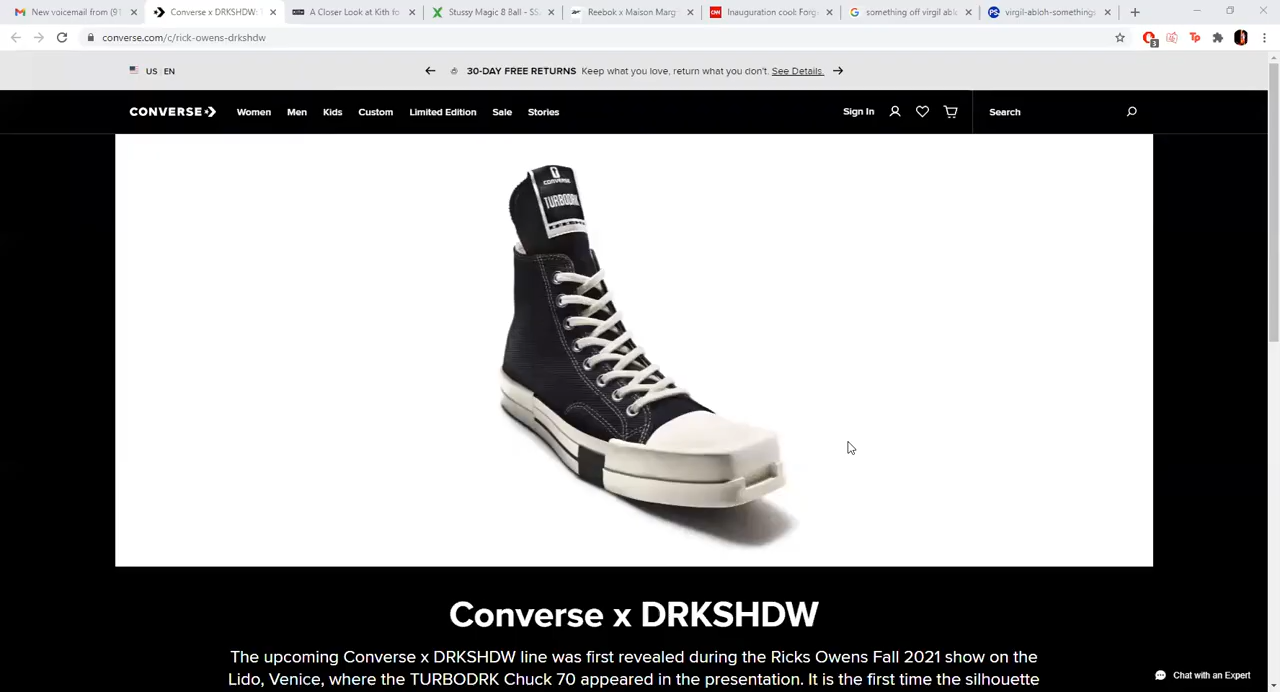 New voicemail from (91
Converse x DRKSHDW:
A Closer Look at Kith fo
Stussy Magic 8 Ball - SS
Reebok x Maison Marg
Inauguration cool: Forg
something off virgil abl
virgil-abloh-somethings
converse.com/c/rick-owens-drkshdw
3
US EN
30-DAY FREE RETURNS Keep what you love, return what you don't. See Details.
CONVERSE
Women
Men
Kids
Custom
Limited Edition
Sale
Stories
Sign In
Search
CONVERSE
TURBODRK
Converse x DRKSHDW
The upcoming Converse x DRKSHDW line was first revealed during the Ricks Owens Fall 2021 show on the
Lido, Venice, where the TURBODRK Chuck 70 appeared in the presentation. It is the first time the silhouette
Chat with an Expert